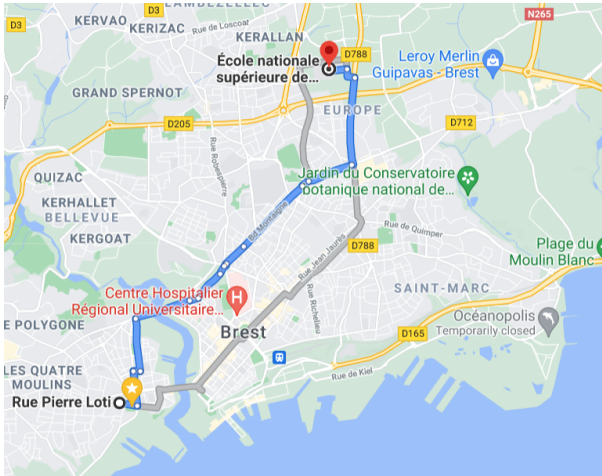 D3
KERVAO
KERIZAC
Rue de Loscoat
KERALLAN
D3
N265
École nationale
supérieure de...
D788
Leroy Merlin
Guipavas - Brest
GRAND SPERNOT
EUROPE
D205
D712
Rue Robespierre
QUIZAC
Jardin du Conservatoire
botanique national de...
KERHALLET
BELLEVUE
KERGOAT
Bd Montaigne
Rue de Quimper
Rue Jean Jaurès
D788
Plage du
Moulin Blanc
Centre Hospitalier
Régional Universitaire...
H
Rue Richelieu
SAINT-MARC
E POLYGONE
Brest
Océanopolis
Temporarily closed
D165
LES QUATRE
MOULINS
Rue de Kiel
Rue Pierre Loti